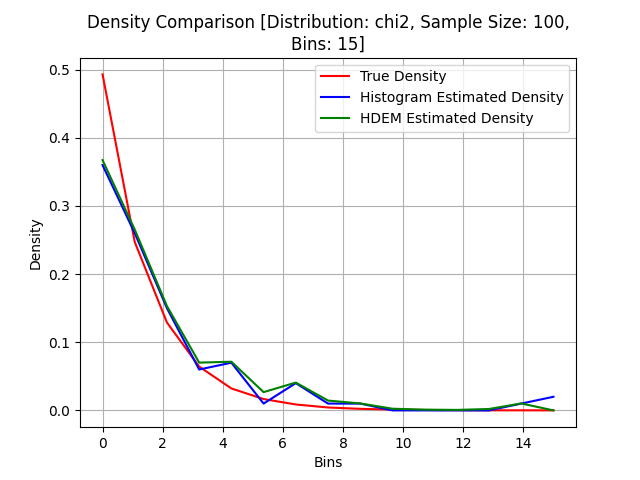 Density Comparison [Distribution: chi2, Sample Size: 100,
Bins: 15]
True Density
Histogram Estimated Density
HDEM Estimated Density
Density
0.5
0.4
0.3
0.2
0.1
0.0
0 2 4 6 8 10 12 14
Bins